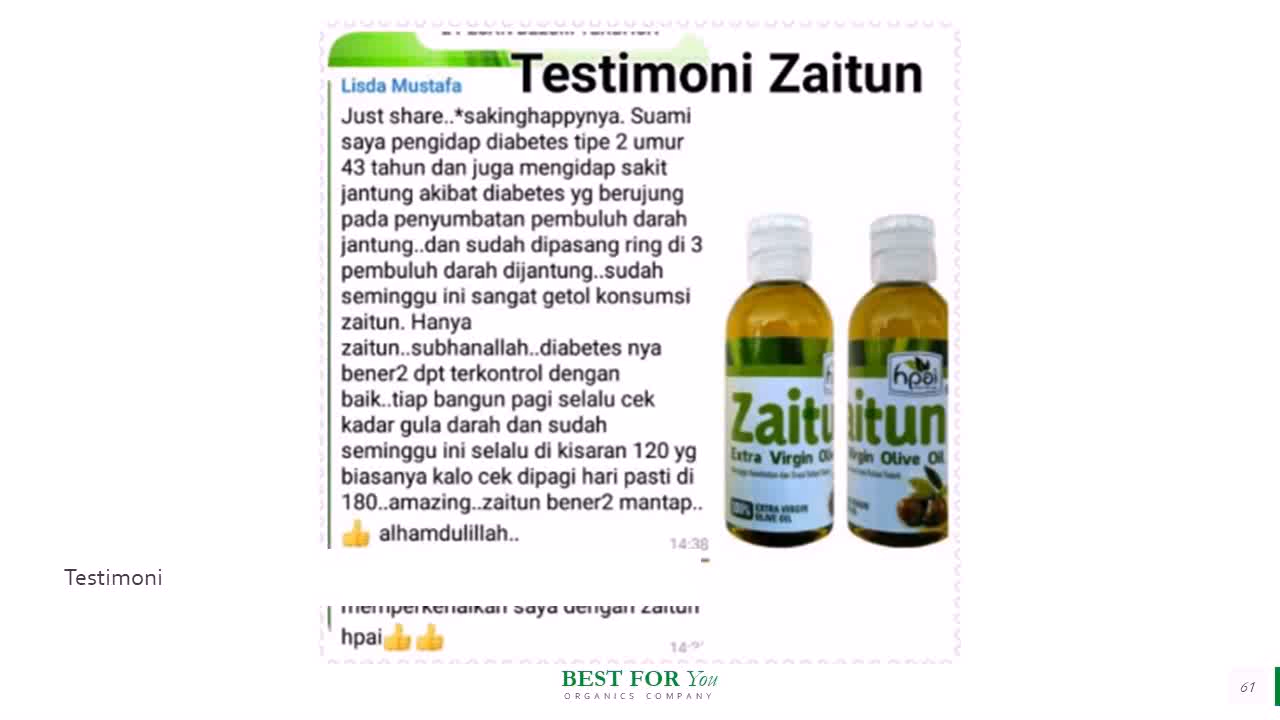 Testimoni Zaitun
Lisda Mustafa
Just share..*sakinghappynya. Suami
saya pengidap diabetes tipe 2 umur
43 tahun dan juga mengidap sakit
jantung akibat diabetes yg berujung
pada penyumbatan pembuluh darah
jantung..dan sudah dipasang ring di 3
pembuluh darah dijantung..sudah
seminggu ini sangat getol konsumsi
zaitun. Hanya
zaitun..subhanallah..diabetes nya
bener2 dpt terkontrol dengan
baik..tiap bangun pagi selalu cek
kadar gula darah dan sudah
seminggu ini selalu di kisaran 120 yg
biasanya kalo cek dipagi hari pasti di
180..amazing..zaitun bener2 mantap..
👍 alhamdulillah..
14:38
memperkenalkan saya dengan zaitun
hpai👍👍
hpai
Zaitu
aitun
Extra Virgin Oli
Virgin Olive Oil
100% EXTRA VIRGIN
OLIVE OIL
Testimoni
BEST FOR You
ORGANICS COMPANY
61